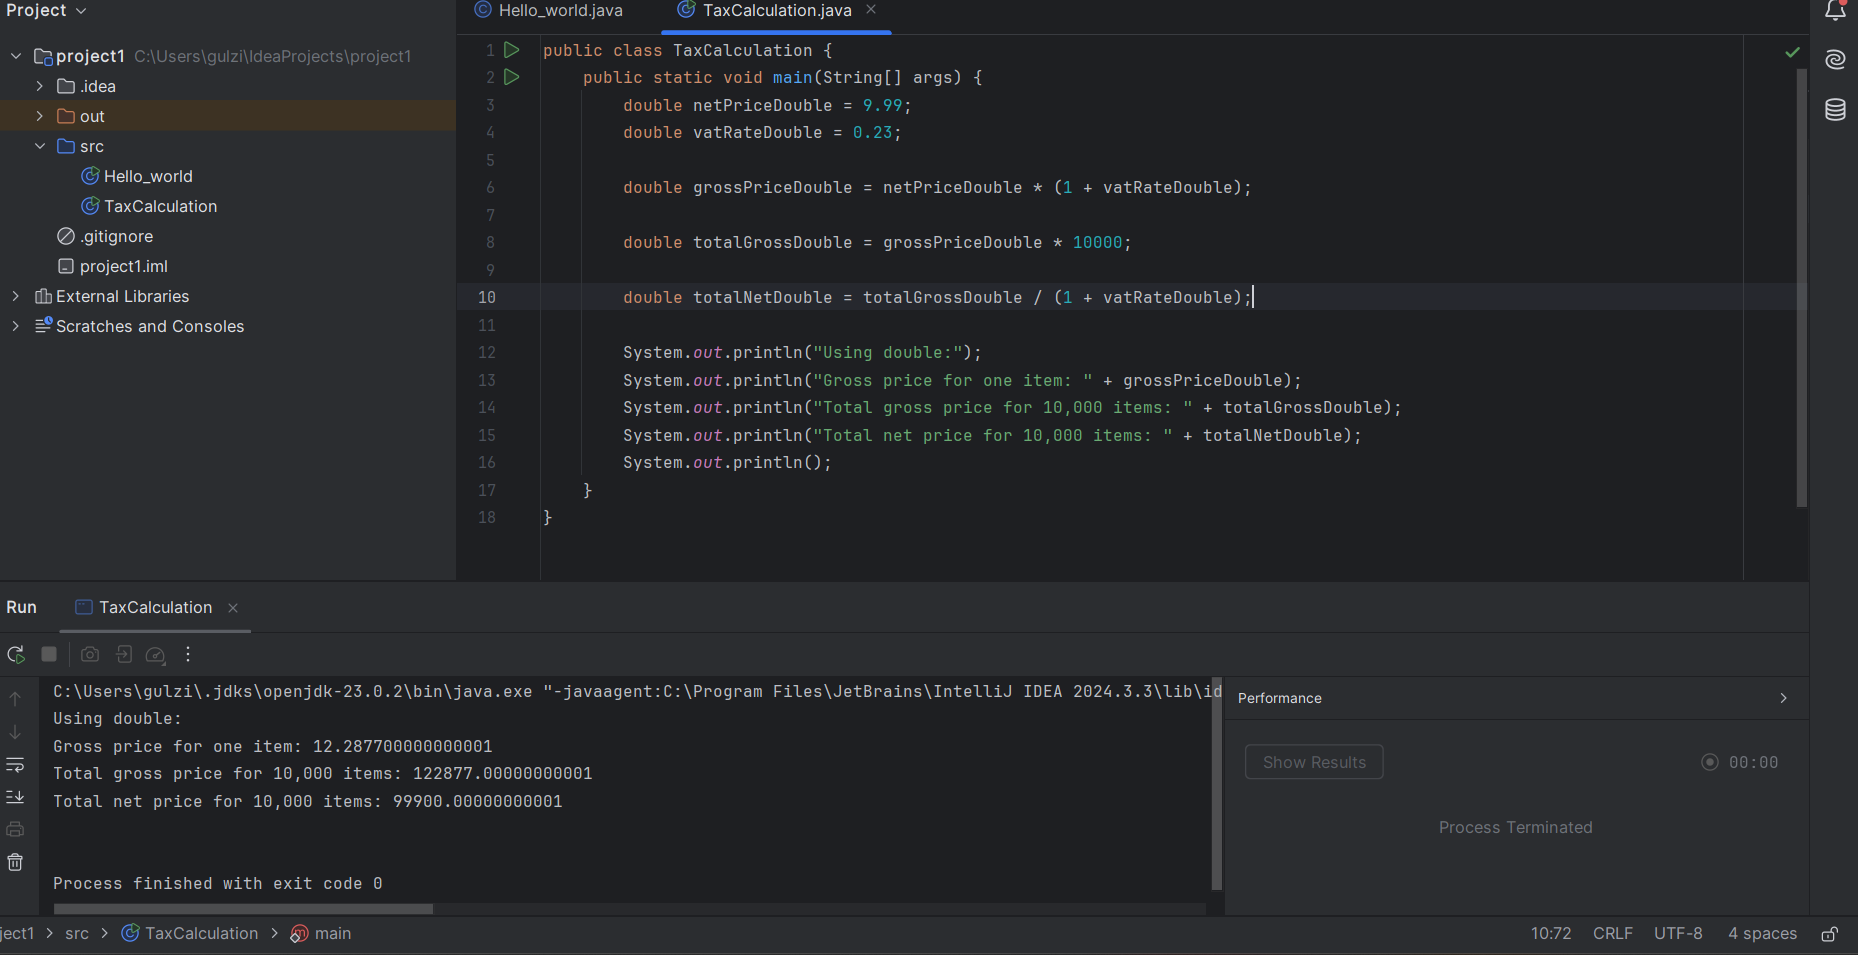 Project
Hello_world.java
TaxCalculation.java
project1 C:\Users\gulzi\IdeaProjects\project1
.idea
out
src
Hello_world
TaxCalculation
.gitignore
project1.iml
External Libraries
Scratches and Consoles
1 public class TaxCalculation {
2 public static void main(String[] args) {
3 double netPriceDouble = 9.99;
4 double vatRateDouble = 0.23;
5
6 double grossPriceDouble = netPriceDouble * (1 + vatRateDouble);
7
8 double totalGrossDouble = grossPriceDouble * 10000;
9
10 double totalNetDouble = totalGrossDouble / (1 + vatRateDouble);
11
12 System.out.println("Using double:");
13 System.out.println("Gross price for one item: " + grossPriceDouble);
14 System.out.println("Total gross price for 10,000 items: " + totalGrossDouble);
15 System.out.println("Total net price for 10,000 items: " + totalNetDouble);
16 System.out.println();
17 }
18 }
Run TaxCalculation
C:\Users\gulzi\.jdks\openjdk-23.0.2\bin\java.exe "-javaagent:C:\Program Files\JetBrains\IntelliJ IDEA 2024.3.3\lib\id
Using double:
Gross price for one item: 12.287700000000001
Total gross price for 10,000 items: 122877.00000000001
Total net price for 10,000 items: 99900.00000000001
Process finished with exit code 0
Performance
Show Results
00:00
Process Terminated
ject1 > src > TaxCalculation > main
10:72 CRLF UTF-8 4 spaces